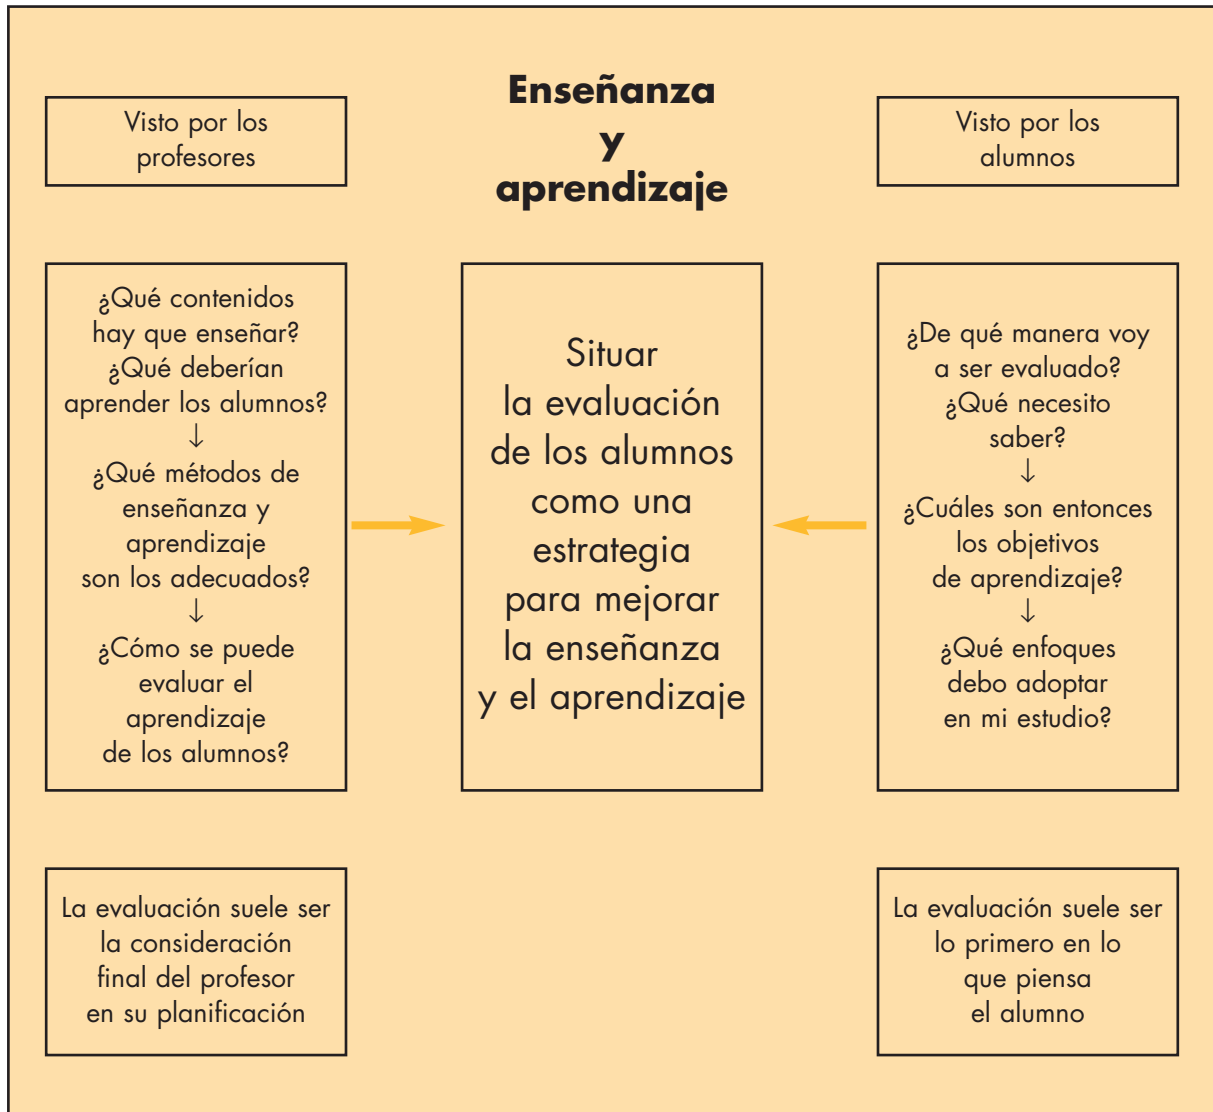 Enseñanza
y
aprendizaje
Visto por los
profesores
Visto por los
alumnos
¿Qué contenidos
hay que enseñar?
¿Qué deberían
aprender los alumnos?
↓
¿Qué métodos de
enseñanza y
aprendizaje
son los adecuados?
↓
¿Cómo se puede
evaluar el
aprendizaje
de los alumnos?
Situar
la evaluación
de los alumnos
como una
estrategia
para mejorar
la enseñanza
y el aprendizaje
¿De qué manera voy
a ser evaluado?
¿Qué necesito
saber?
↓
¿Cuáles son entonces
los objetivos
de aprendizaje?
↓
¿Qué enfoques
debo adoptar
en mi estudio?
La evaluación suele ser
la consideración
final del profesor
en su planificación
La evaluación suele ser
lo primero en lo
que piensa
el alumno